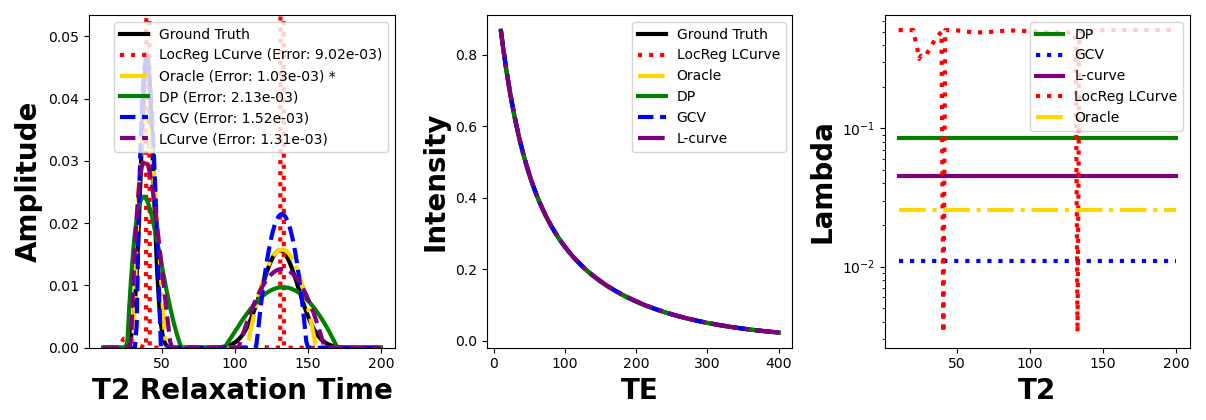 Amplitude
0.05
0.04
0.03
0.02
0.01
0.00
50
100
150
200
T2 Relaxation Time
Ground Truth
LocReg LCurve (Error: 9.02e-03)
Oracle (Error: 1.03e-03) *
DP (Error: 2.13e-03)
GCV (Error: 1.52e-03)
LCurve (Error: 1.31e-03)
Intensity
0.8
0.6
0.4
0.2
0.0
0
100
200
300
400
TE
Ground Truth
LocReg LCurve
Oracle
DP
GCV
L-curve
Lambda
10⁻¹
10⁻²
50
100
150
200
T2
DP
GCV
L-curve
LocReg LCurve
Oracle